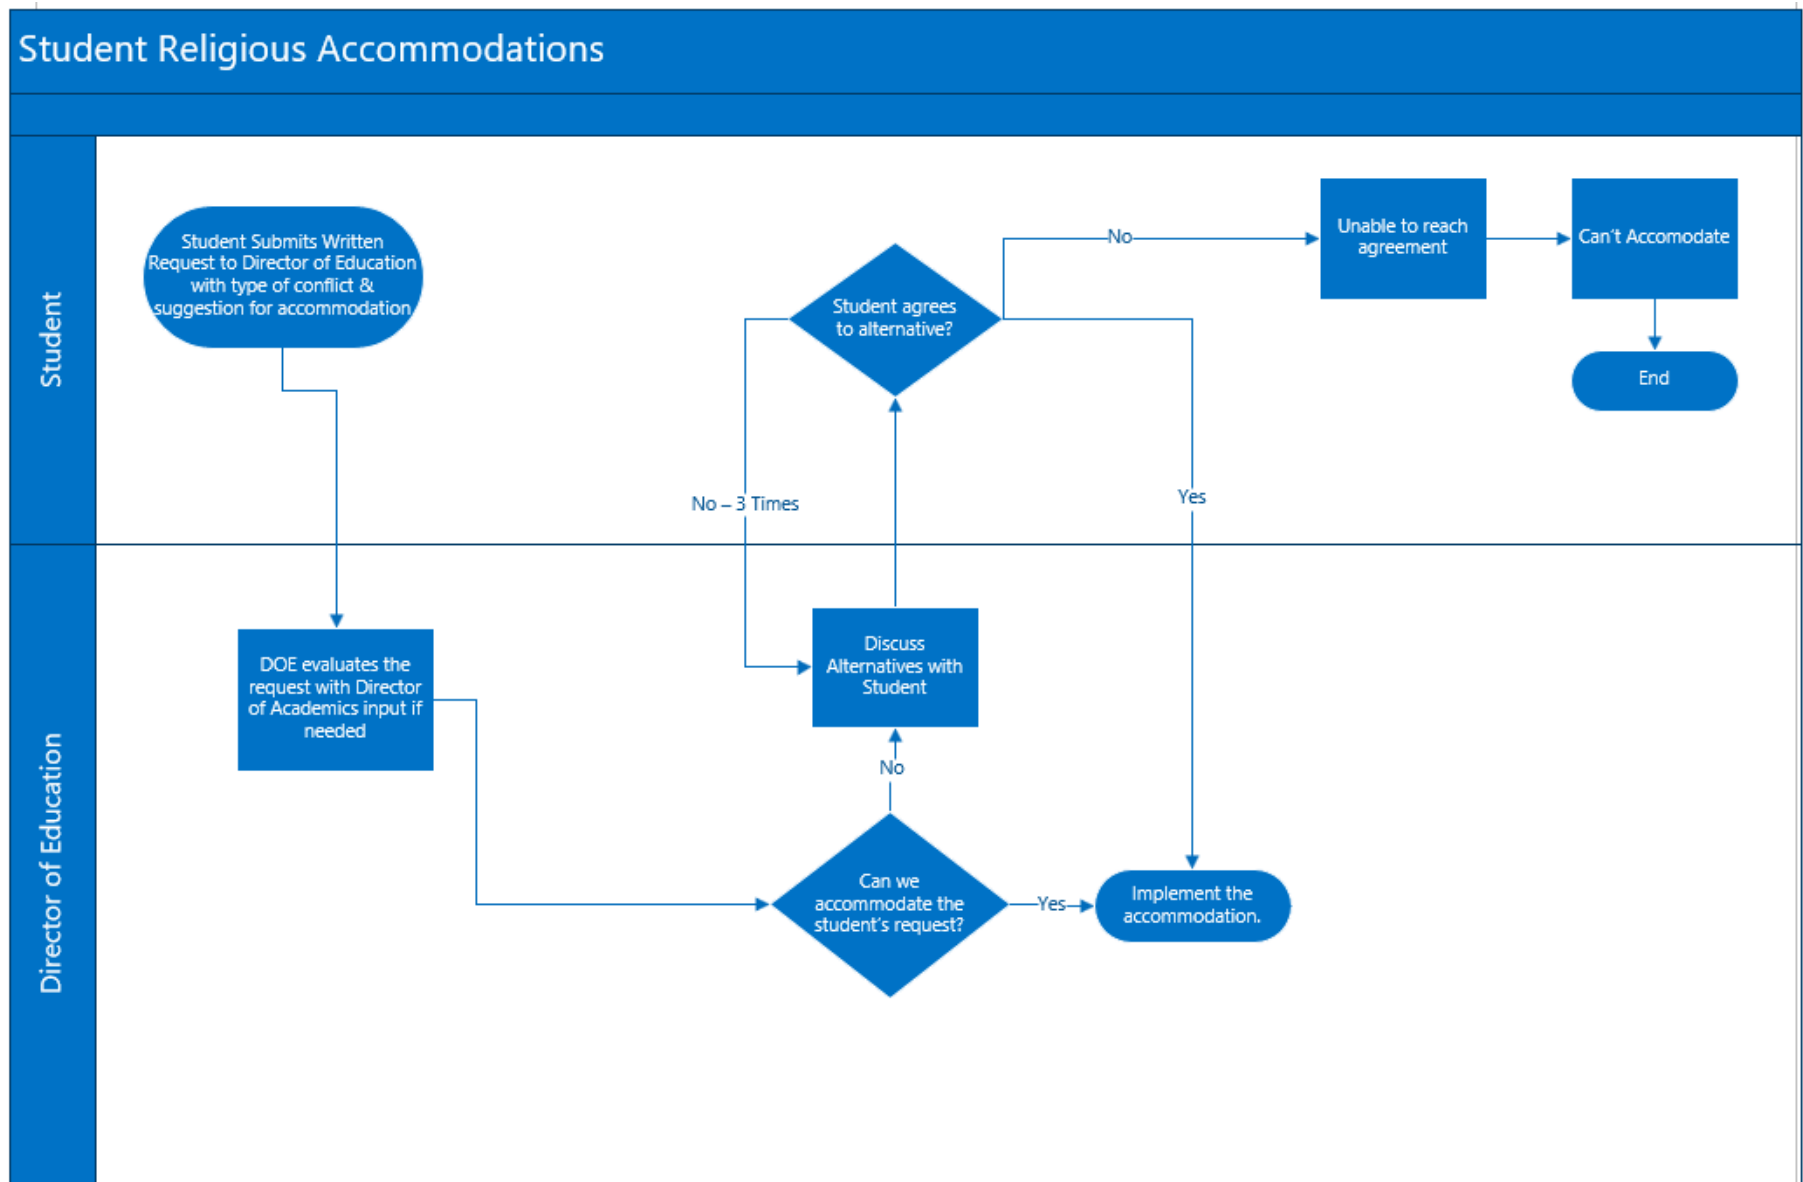 Student Religious Accommodations
Student
Student Submits Written
Request to Director of Education
with type of conflict &
suggestion for accommodation
Student agrees
to alternative?
No
Unable to reach
agreement
Can't Accomodate
End
No – 3 Times
Yes
Director of Education
DOE evaluates the
request with Director
of Academics input if
needed
Discuss
Alternatives with
Student
No
Can we
accommodate the
student's request?
Yes
Implement the
accommodation.